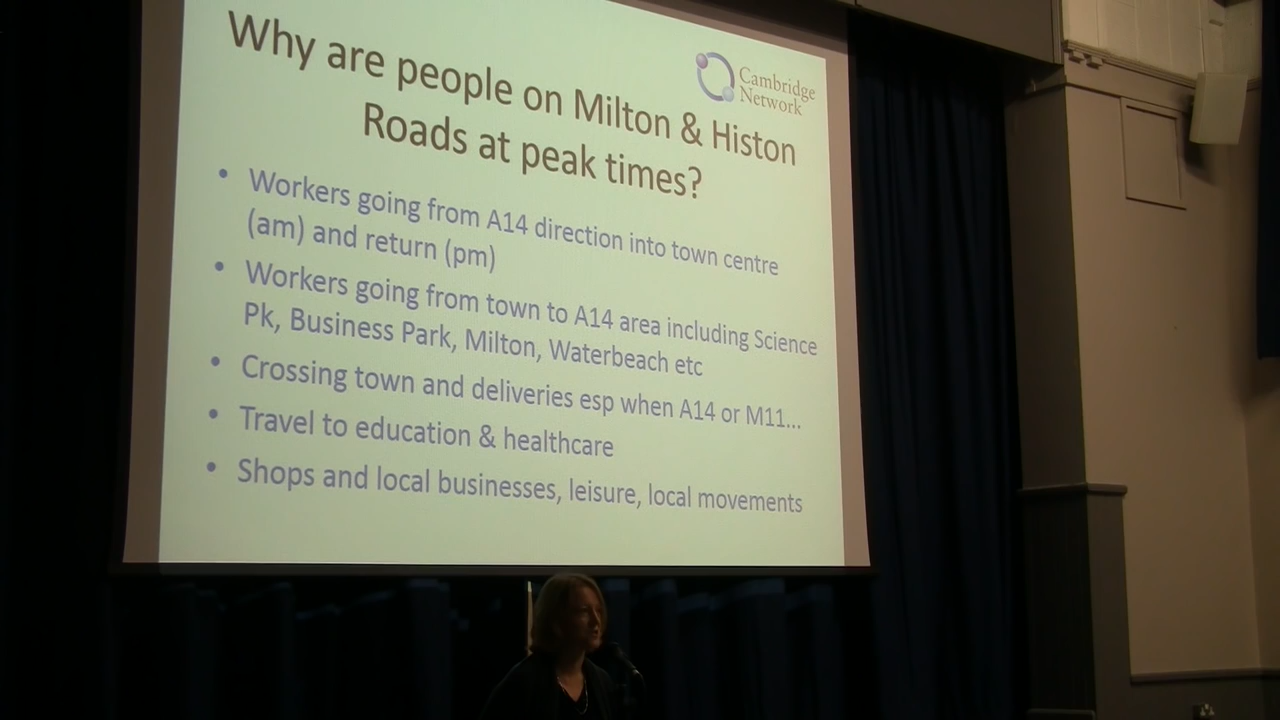 Why are people on Milton & Histon
Roads at peak times?
Cambridge
Network
• Workers going from A14 direction into town centre
(am) and return (pm)
• Workers going from town to A14 area including Science
Pk, Business Park, Milton, Waterbeach etc
• Crossing town and deliveries esp when A14 or M11...
• Travel to education & healthcare
• Shops and local businesses, leisure, local movements